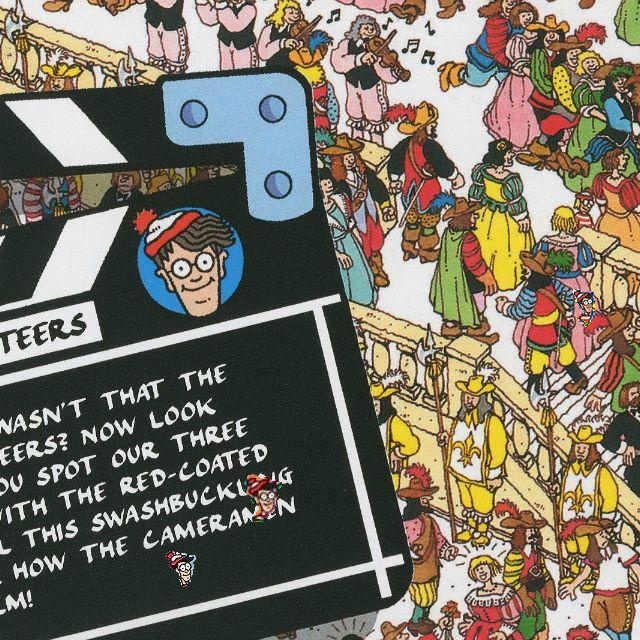 TEERS
WASN'T THAT THE
EERS? NOW LOOK
OU SPOT OUR THREE
WITH THE RED-COATED
L THIS SWASHBUCKLING
HOW THE CAMERAMEN
LM!